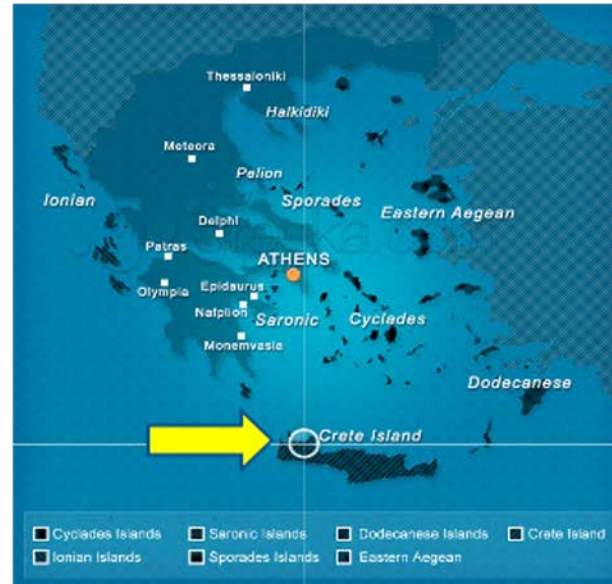 Thessaloniki
Halkidiki
Meteora
Pelion
Ionian
Sporades
Eastern Aegean
Delphi
Patras
ATHENS
Olympia
Epidaurus
Nafplion
Saronic
Cyclades
Monemvasia
Dodecanese
Crete Island
Cyclades Islands
Saronic Islands
Dodecanese Islands
Crete Island
Ionian Islands
Sporades Islands
Eastern Aegean